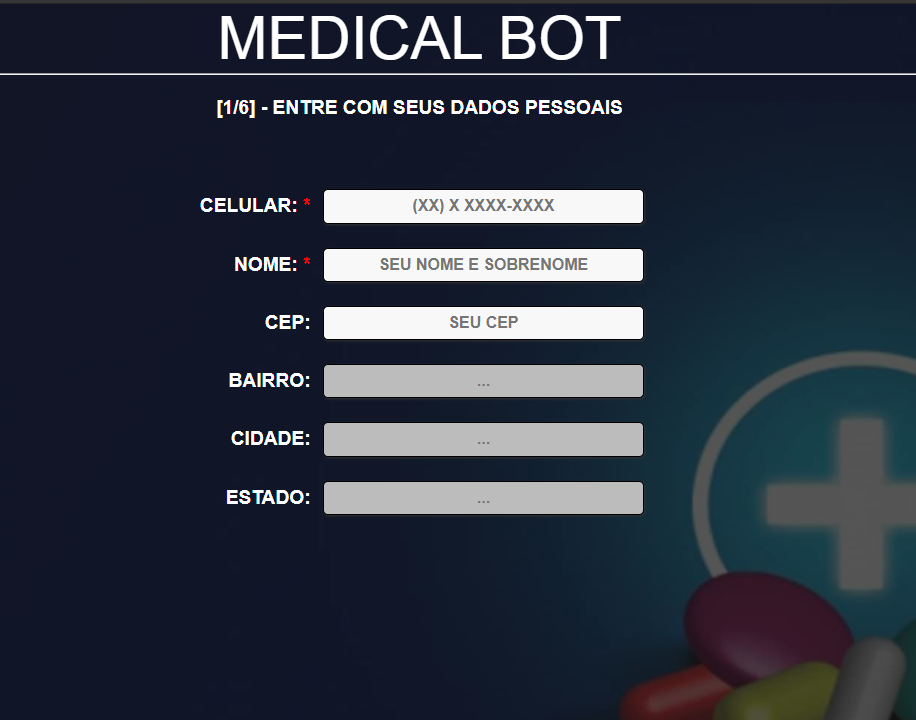 MEDICAL BOT
[1/6] - ENTRE COM SEUS DADOS PESSOAIS
CELULAR: * (XX) X XXXX-XXXX
NOME: * SEU NOME E SOBRENOME
CEP: SEU CEP
BAIRRO: ...
CIDADE: ...
ESTADO: ...